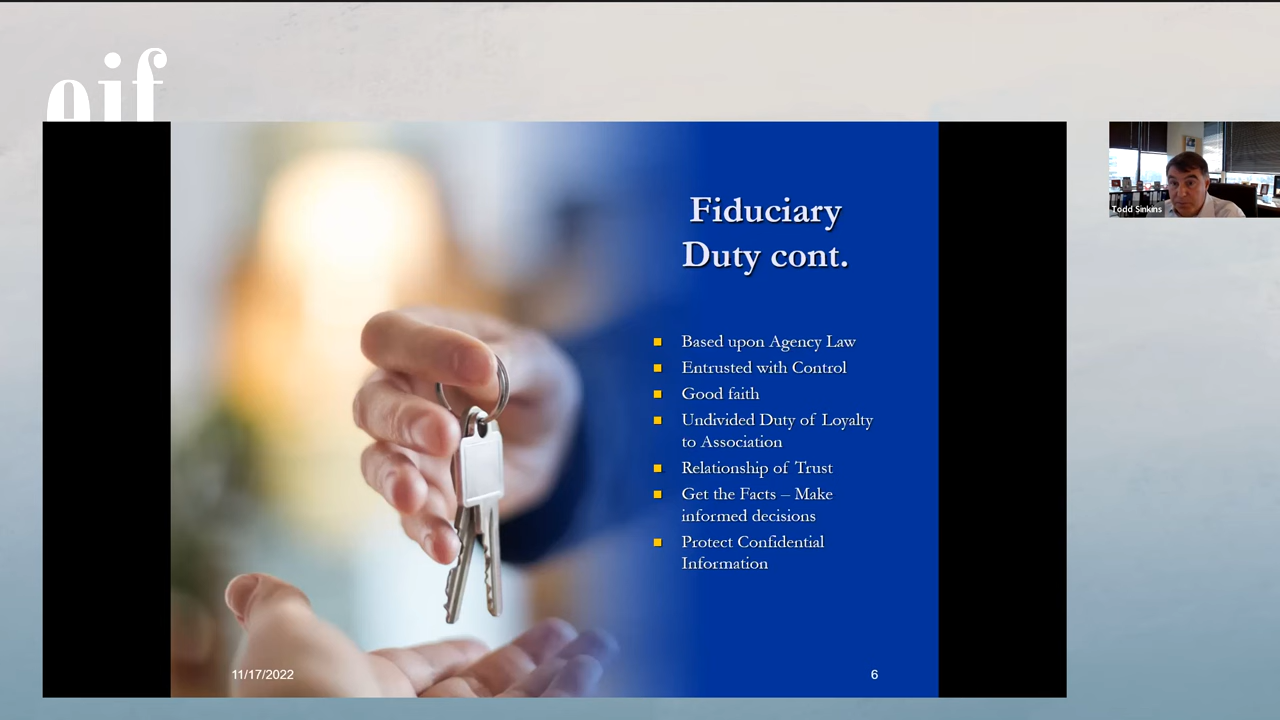 Fiduciary
Duty cont.
Based upon Agency Law
Entrusted with Control
Good faith
Undivided Duty of Loyalty
to Association
Relationship of Trust
Get the Facts – Make
informed decisions
Protect Confidential
Information
11/17/2022
6
Todd Sinkins